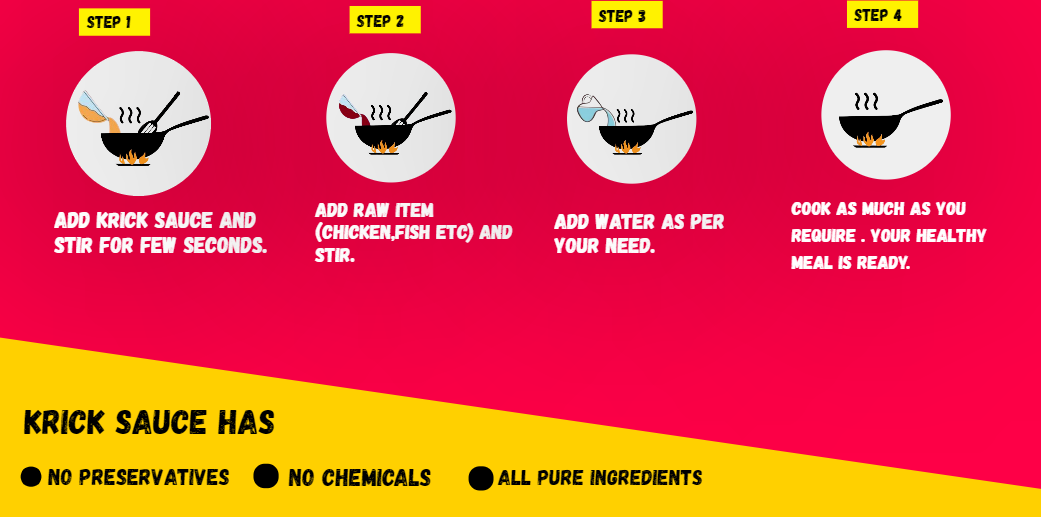 STEP 1
STEP 2
STEP 3
STEP 4
ADD KRICK SAUCE AND
STIR FOR FEW SECONDS.
ADD RAW ITEM
(CHICKEN,FISH ETC) AND
STIR.
ADD WATER AS PER
YOUR NEED.
COOK AS MUCH AS YOU
REQUIRE . YOUR HEALTHY
MEAL IS READY.
KRICK SAUCE HAS
NO PRESERVATIVES
NO CHEMICALS
ALL PURE INGREDIENTS